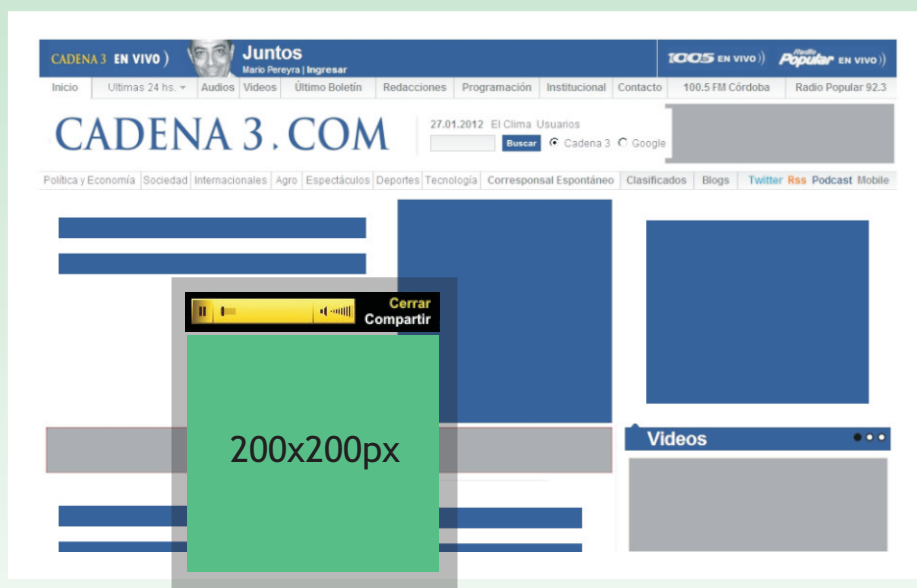 CADENA 3 EN VIVO )
Juntos
Mario Pereyra | Ingresar
1005 EN VIVO ))
Radio Popular EN VIVO ))
Inicio Ultimas 24 hs. Audios Videos Último Boletín Redacciones Programación Institucional Contacto 100.5 FM Córdoba Radio Popular 92.3
CADENA 3.COM
27.01.2012 El Clima Usuarios
Buscar Cadena 3 Google
Política y Economía Sociedad Internacionales Agro Espectáculos Deportes Tecnología Corresponsal Espontáneo Clasificados Blogs Twitter Rss Podcast Mobile
Cerrar
Compartir
200x200px
Videos